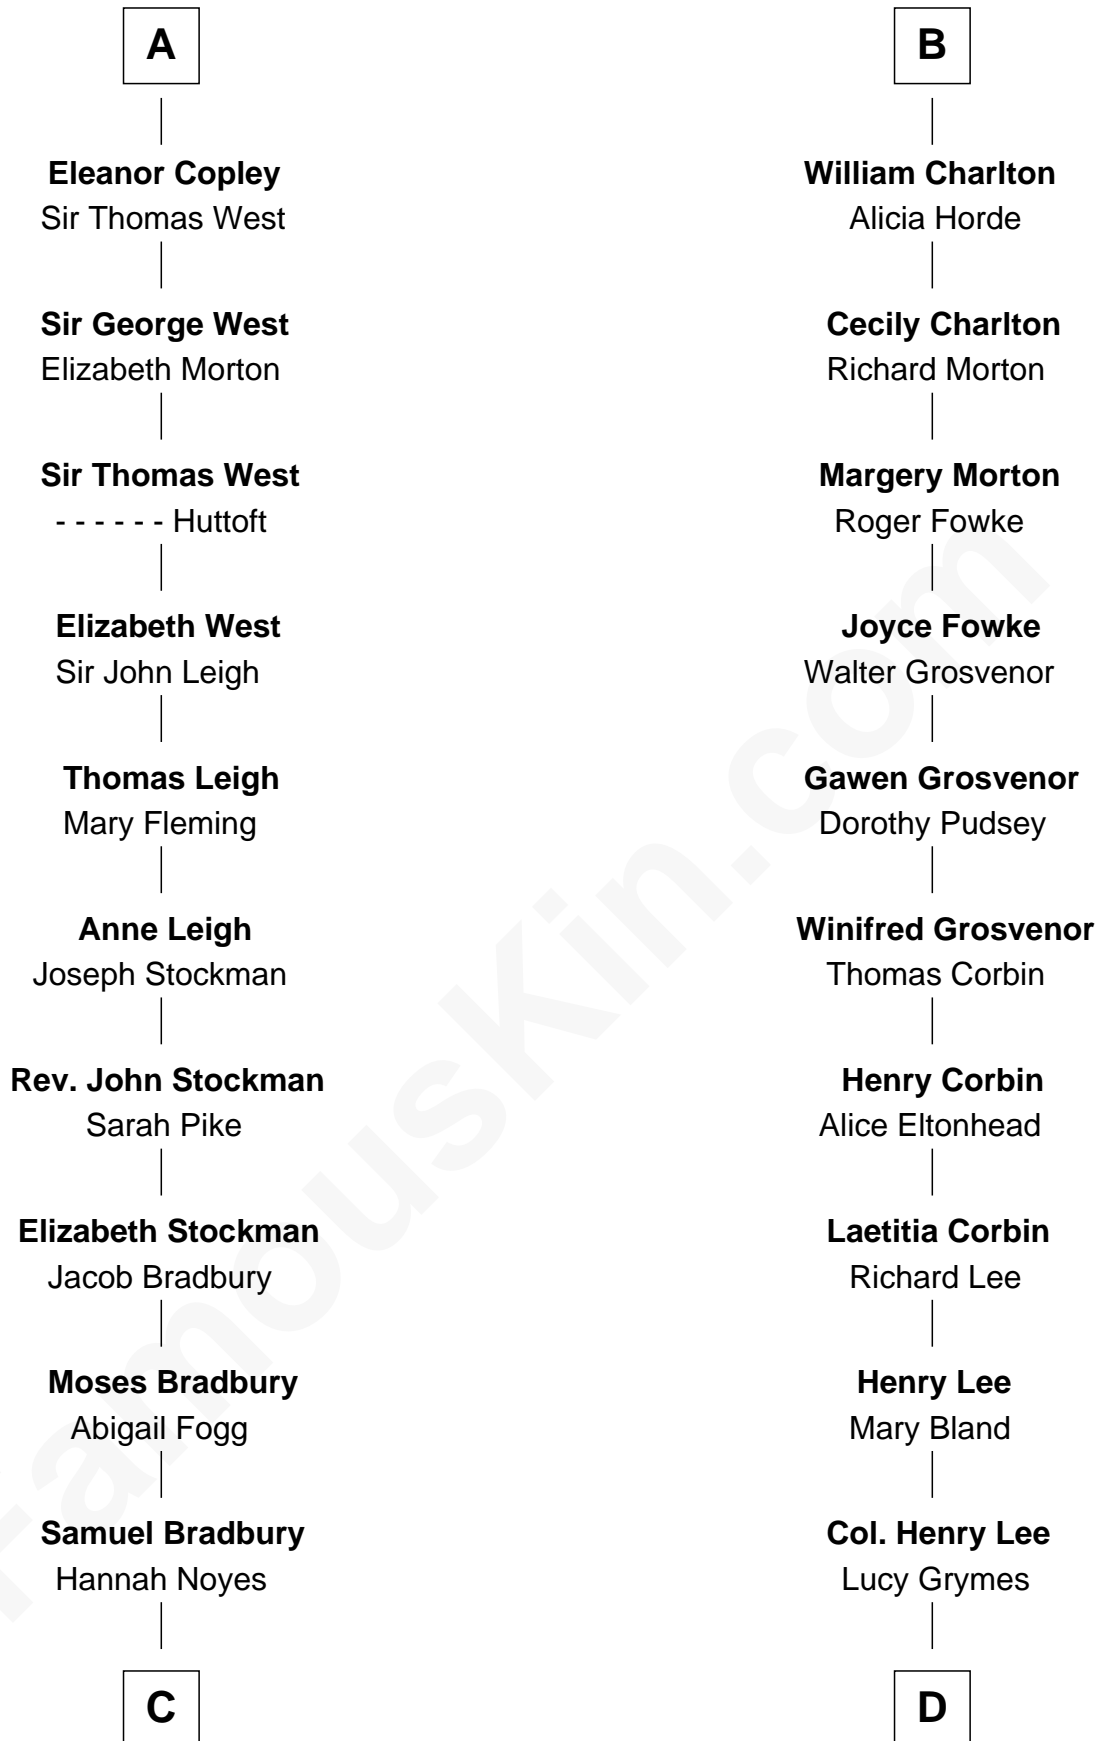 A
Eleanor Copley
Sir Thomas West
Sir George West
Elizabeth Morton
Sir Thomas West
- - - - - - Huttoft
Elizabeth West
Sir John Leigh
Thomas Leigh
Mary Fleming
Anne Leigh
Joseph Stockman
Rev. John Stockman
Sarah Pike
Elizabeth Stockman
Jacob Bradbury
Moses Bradbury
Abigail Fogg
Samuel Bradbury
Hannah Noyes
C
B
William Charlton
Alicia Horde
Cecily Charlton
Richard Morton
Margery Morton
Roger Fowke
Joyce Fowke
Walter Grosvenor
Gawen Grosvenor
Dorothy Pudsey
Winifred Grosvenor
Thomas Corbin
Henry Corbin
Alice Eltonhead
Laetitia Corbin
Richard Lee
Henry Lee
Mary Bland
Col. Henry Lee
Lucy Grymes
D
FamousKin.com